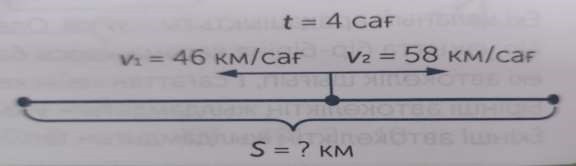 t = 4 сағ
v₁ = 46 км/сағ v₂ = 58 км/сағ
S = ? км